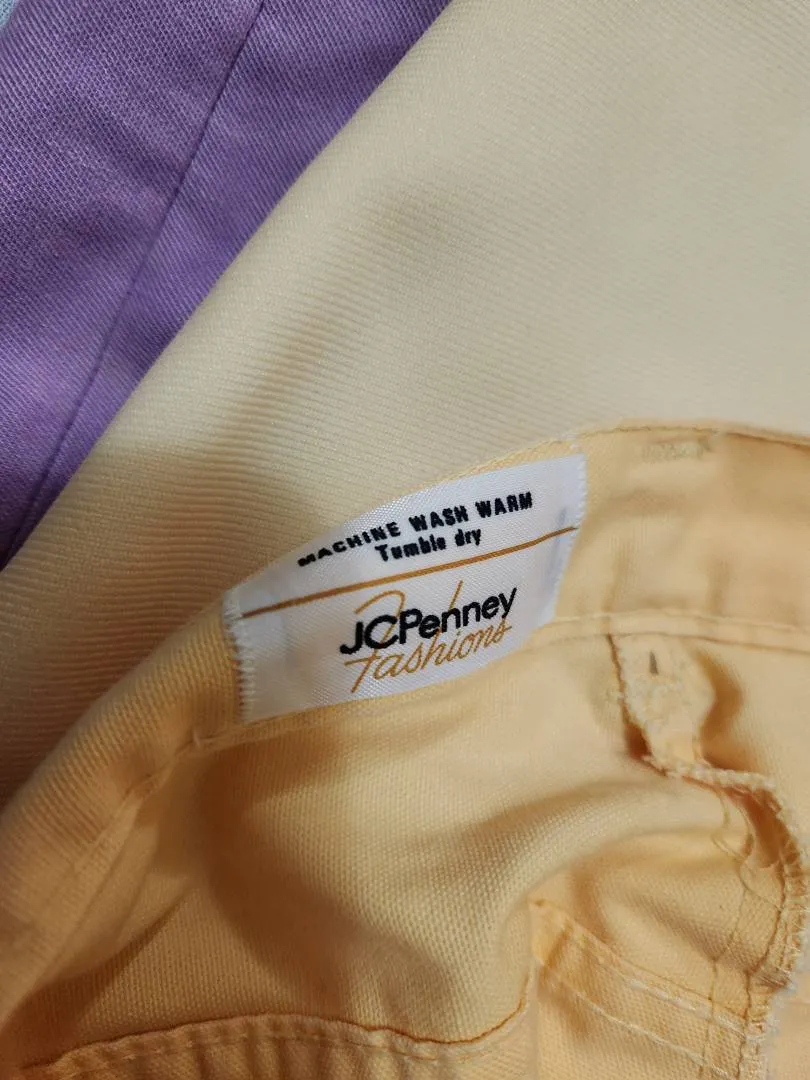 MACHINE WASH WARM
Tumble dry
JCPenney
fashions